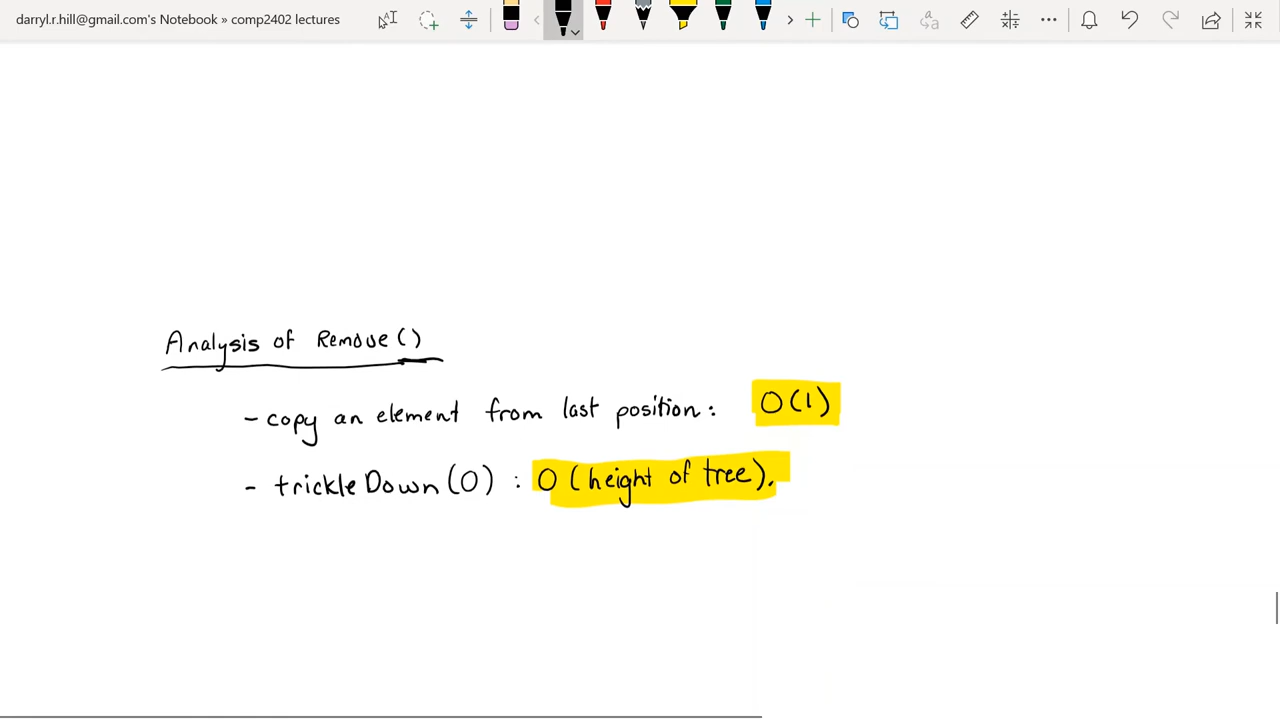 darryl.r.hill@gmail.com's Notebook » comp2402 lectures
Analysis of Remove()
- copy an element from last position: O(1)
- trickleDown(0) : O(height of tree).